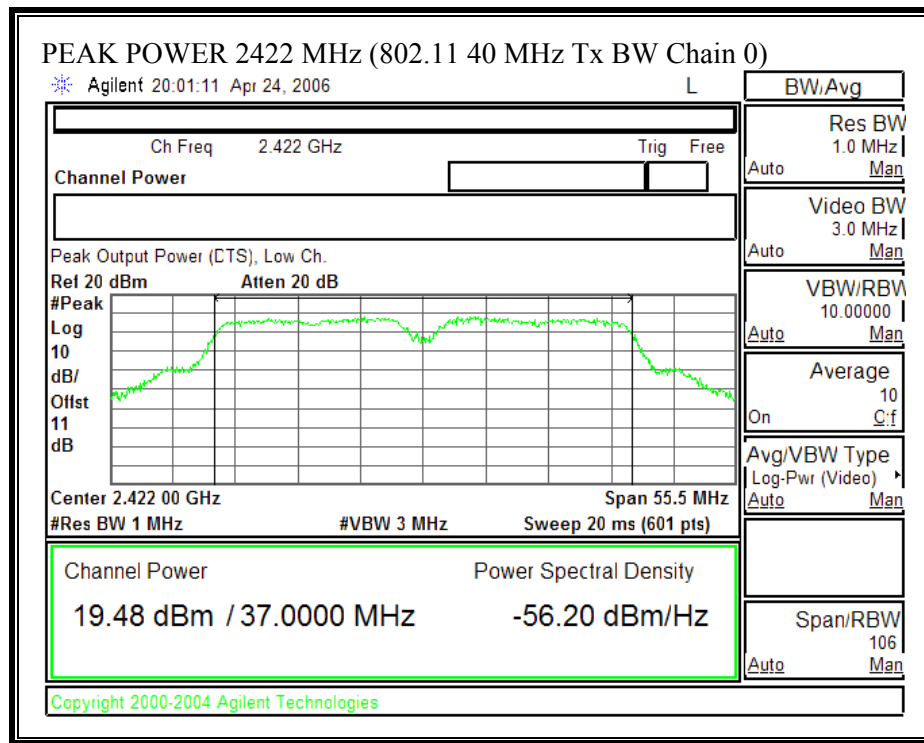 PEAK POWER 2422 MHz (802.11 40 MHz Tx BW Chain 0)
Agilent 20:01:11 Apr 24, 2006 L
BW/Avg
Ch Freq 2.422 GHz Trig Free
Channel Power
Peak Output Power (DTS), Low Ch.
Ref 20 dBm Atten 20 dB
#Peak
Log
10
dB/
Offst
11
dB
Center 2.422 00 GHz Span 55.5 MHz
#Res BW 1 MHz #VBW 3 MHz Sweep 20 ms (601 pts)
Channel Power Power Spectral Density
19.48 dBm / 37.0000 MHz -56.20 dBm/Hz
Copyright 2000-2004 Agilent Technologies
Res BW
1.0 MHz
Auto Man
Video BW
3.0 MHz
Auto Man
VBW/RBW
10.00000
Auto Man
Average
10
On Off
Avg/VBW Type
Log-Pwr (Video)
Auto Man
Span/RBW
106
Auto Man